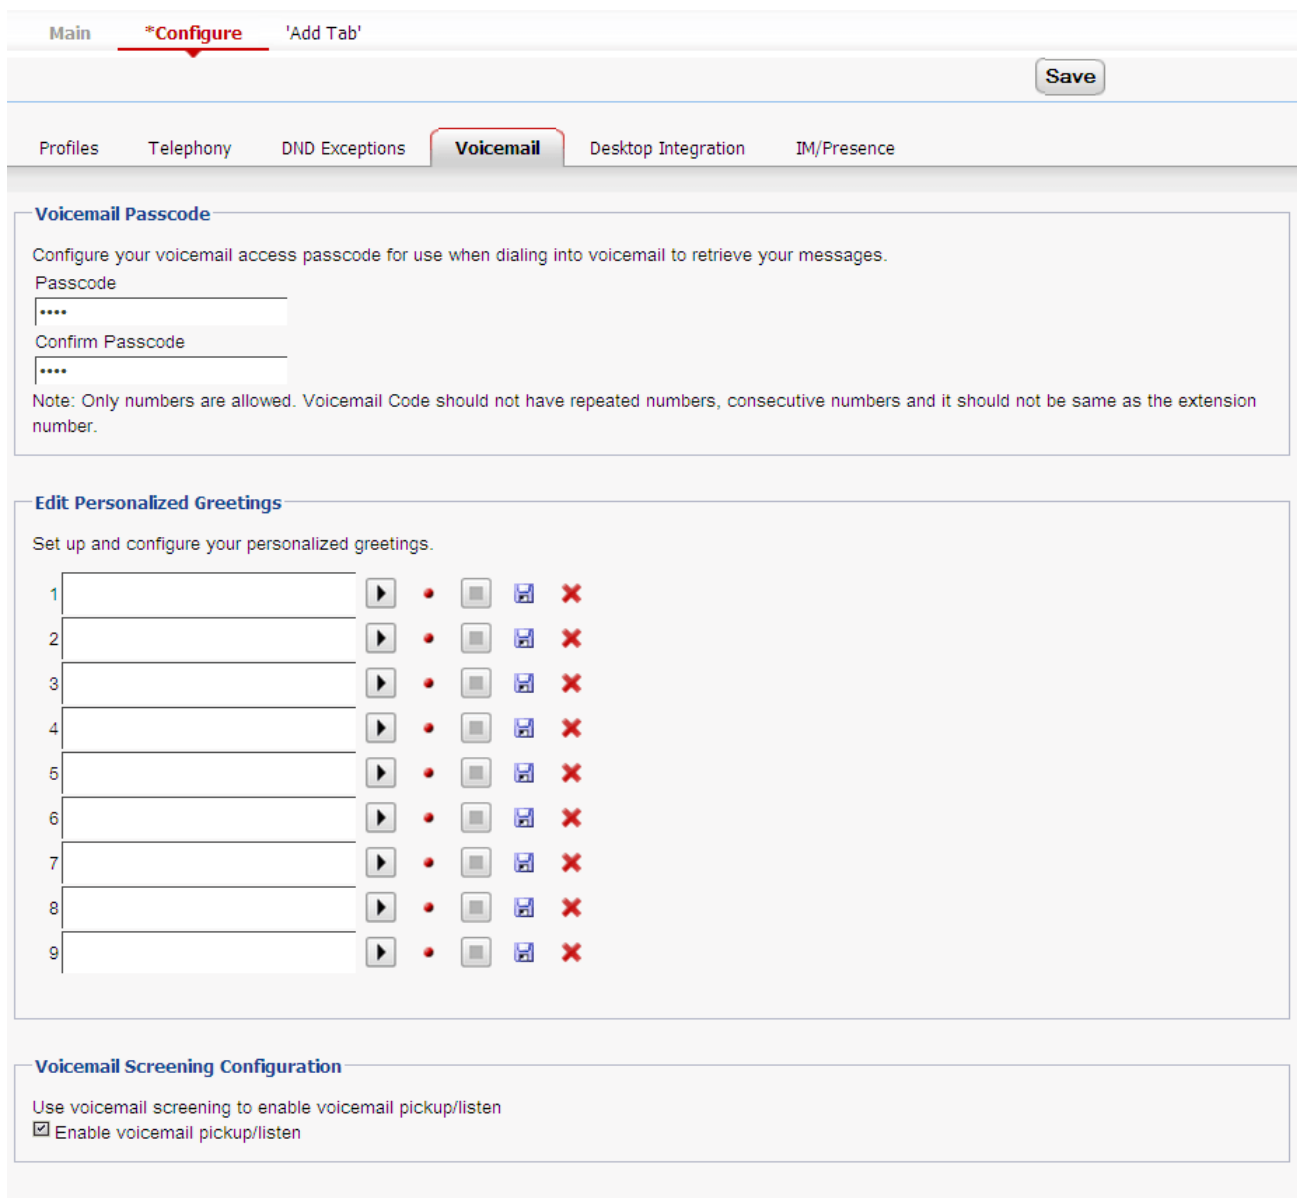 Main *Configure 'Add Tab'
Save
Profiles Telephony DND Exceptions Voicemail Desktop Integration IM/Presence
Voicemail Passcode
Configure your voicemail access passcode for use when dialing into voicemail to retrieve your messages.
Passcode
••••
Confirm Passcode
••••
Note: Only numbers are allowed. Voicemail Code should not have repeated numbers, consecutive numbers and it should not be same as the extension
number.
Edit Personalized Greetings
Set up and configure your personalized greetings.
1
2
3
4
5
6
7
8
9
Voicemail Screening Configuration
Use voicemail screening to enable voicemail pickup/listen
Enable voicemail pickup/listen